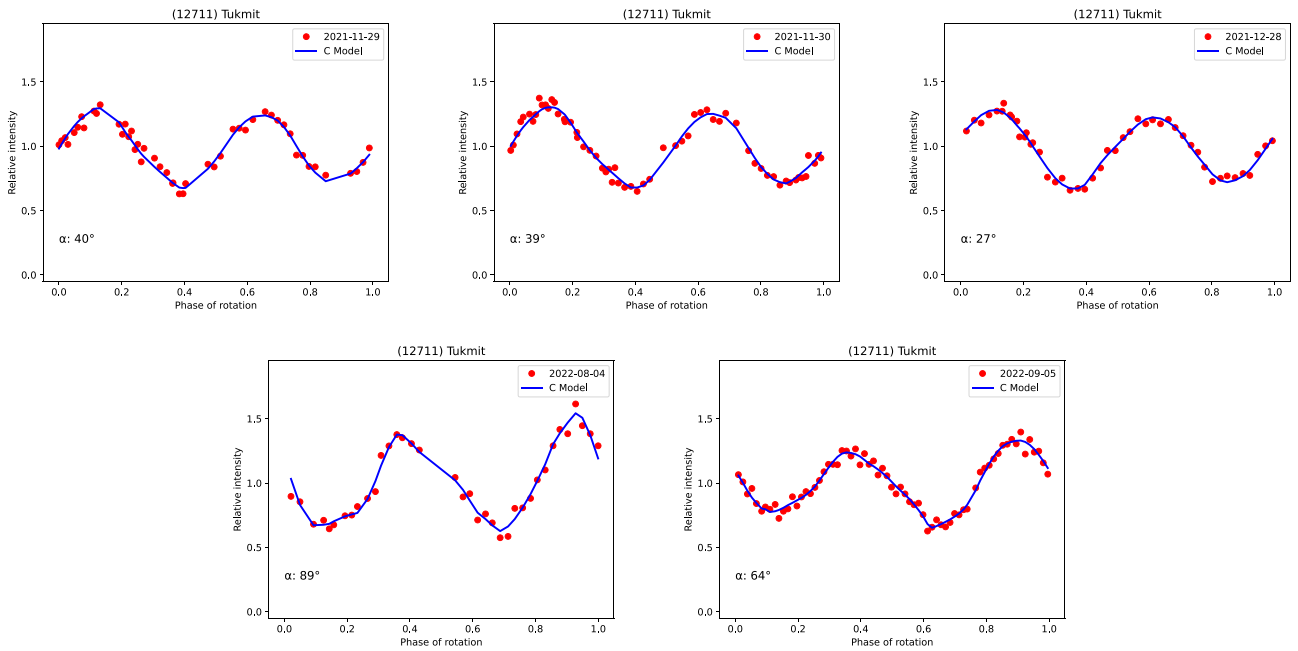 (12711) Tukmit
2021-11-29
C Model
1.5
1.0
0.5
0.0
Relative intensity
α: 40°
0.0 0.2 0.4 0.6 0.8 1.0
Phase of rotation
(12711) Tukmit
2021-11-30
C Model
1.5
1.0
0.5
0.0
Relative intensity
α: 39°
0.0 0.2 0.4 0.6 0.8 1.0
Phase of rotation
(12711) Tukmit
2021-12-28
C Model
1.5
1.0
0.5
0.0
Relative intensity
α: 27°
0.0 0.2 0.4 0.6 0.8 1.0
Phase of rotation
(12711) Tukmit
2022-08-04
C Model
1.5
1.0
0.5
0.0
Relative intensity
α: 89°
0.0 0.2 0.4 0.6 0.8 1.0
Phase of rotation
(12711) Tukmit
2022-09-05
C Model
1.5
1.0
0.5
0.0
Relative intensity
α: 64°
0.0 0.2 0.4 0.6 0.8 1.0
Phase of rotation